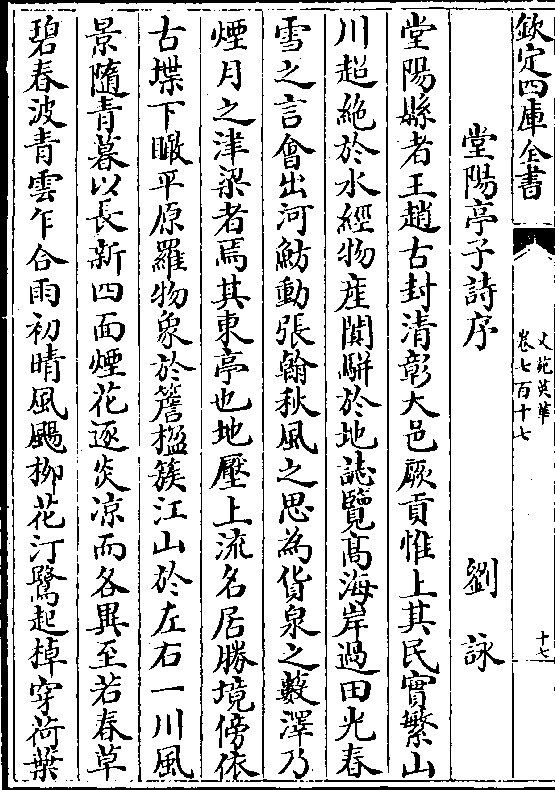 欽定四庫全書
文苑英華
卷七百十七
十七
堂陽亭子詩序 劉詠
堂陽縣者王趙古封清彰大邑厥貢惟上其民實繁山
川超絶於水經物産闐駢於地誌覽髙海岸過田光春
雪之言會出河魴動張翰秋風之思為貨泉之藪澤乃
煙月之津梁者焉其東亭也地壓上流名居勝境傍依
古堞下瞰平原羅物象於簷楹簇江山於左右一川風
景隨青暮以長新四面煙花逐炎凉而各異至若春草
碧春波青雲乍合雨初晴風颺柳花汀鷺起棹穿荷葉